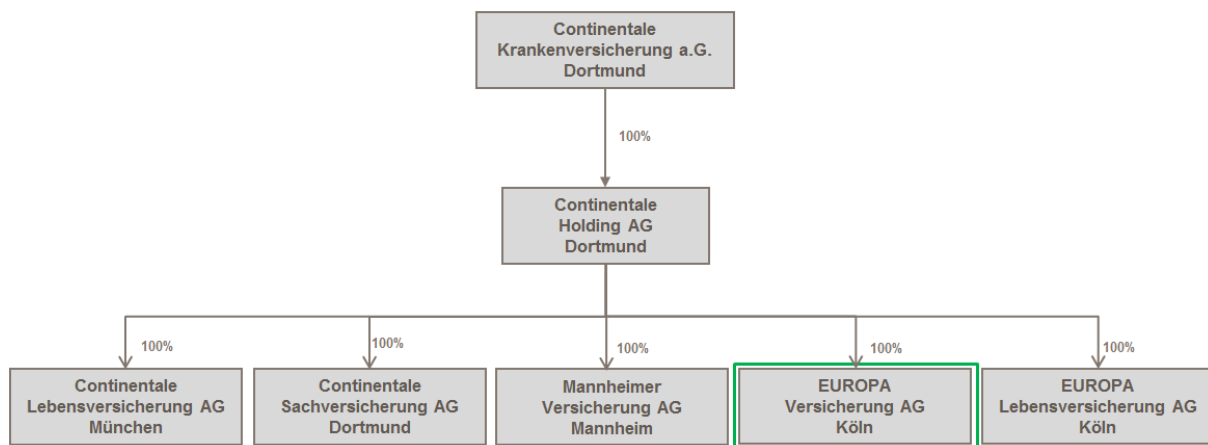 Continentale
Krankenversicherung a.G.
Dortmund
100%
Continentale
Holding AG
Dortmund
100%
100%
100%
100%
100%
Continentale
Lebensversicherung AG
München
Continentale
Sachversicherung AG
Dortmund
Mannheimer
Versicherung AG
Mannheim
EUROPA
Versicherung AG
Köln
EUROPA
Lebensversicherung AG
Köln